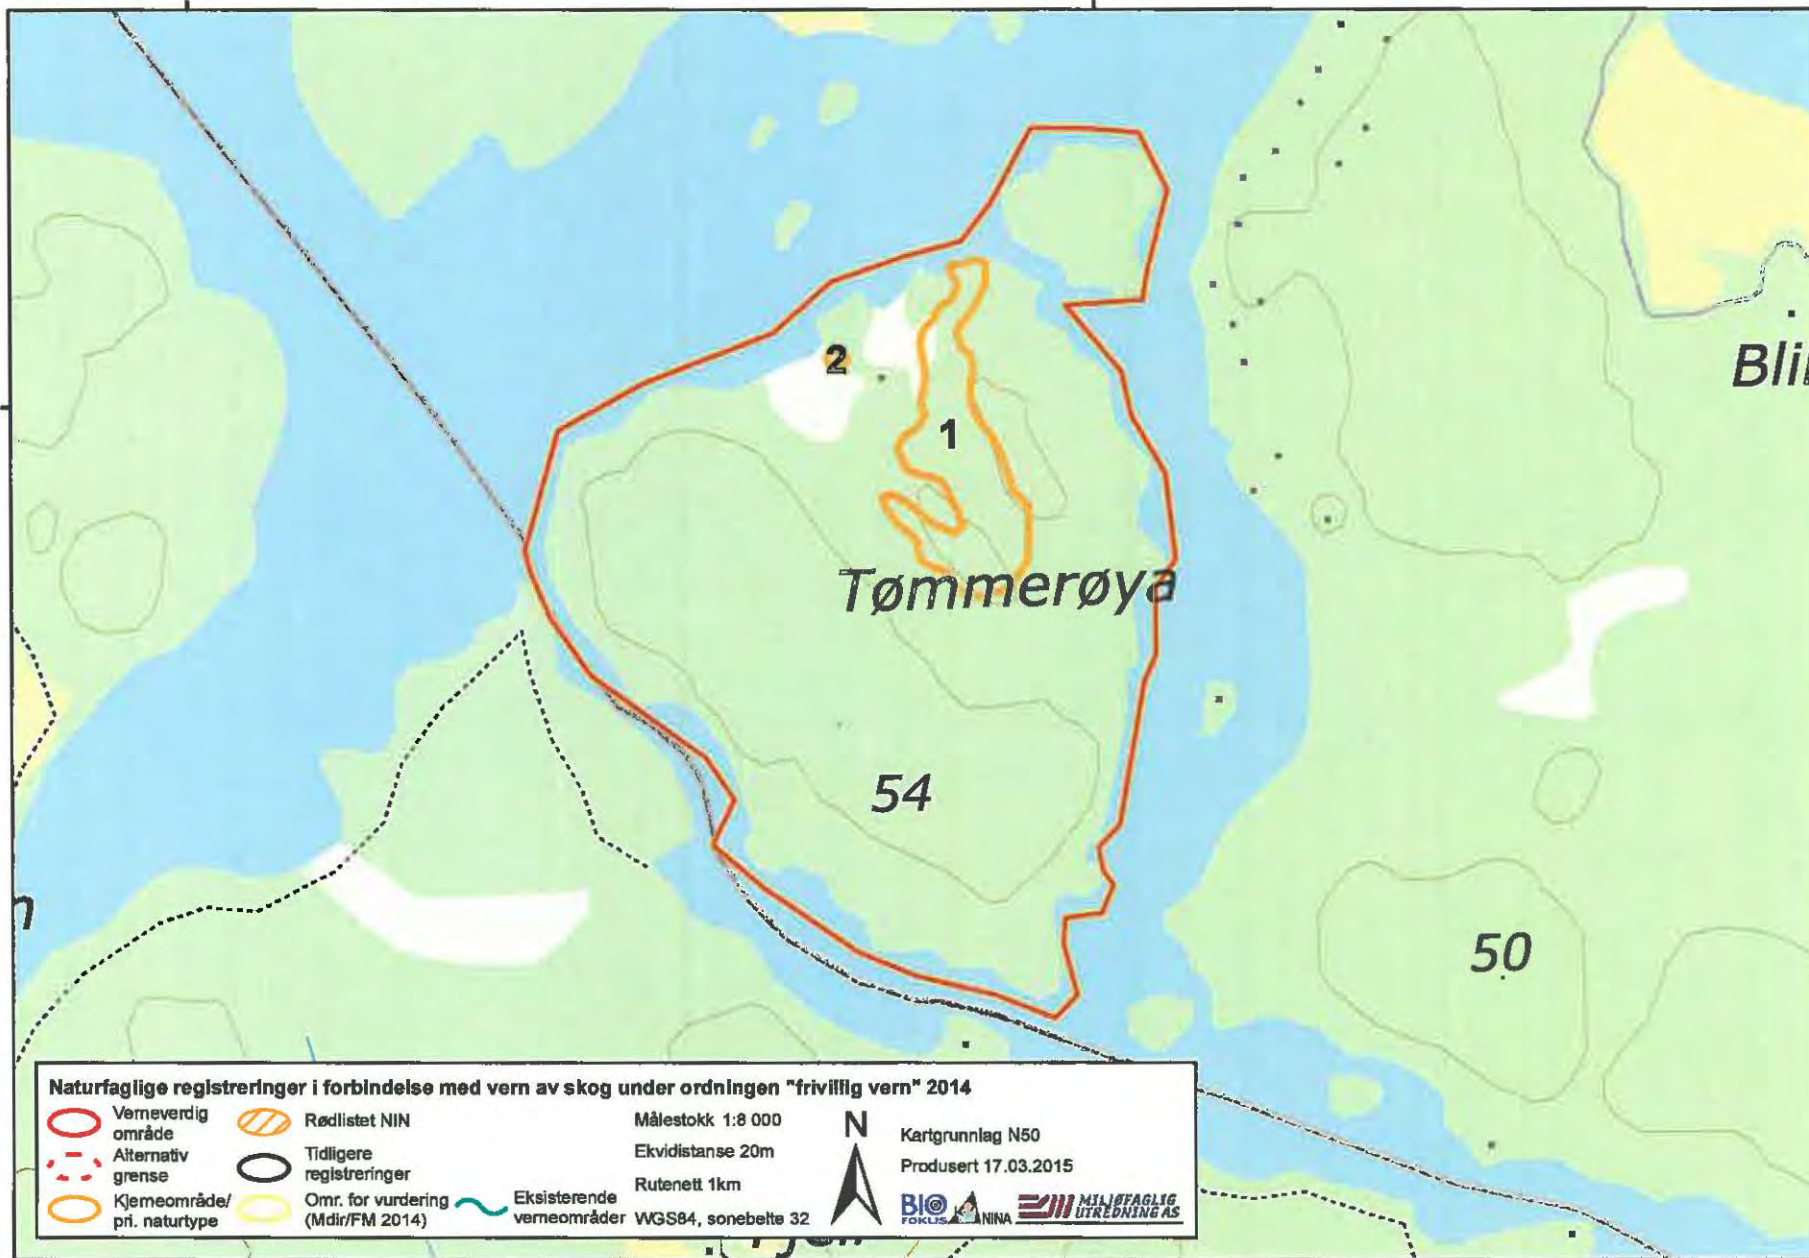 Bli
2
1
Tømmerøya
54
50
n
Naturfaglige registreringer i forbindelse med vern av skog under ordningen "frivillig vern" 2014
Verneverdig område
Alternativ grense
Kjerneområde/ pri. naturtype
Rødlistet NIN
Tidligere registreringer
Omr. for vurdering (Mdir/FM 2014)
Eksisterende verneområder
Målestokk 1:8 000
Ekvidistanse 20m
Rutenett 1km
WGS84, sonebelte 32
N
Kartgrunnlag N50
Produsert 17.03.2015
BIO FOKUS
NINA
MILJØFAGLIG UTREDNING AS